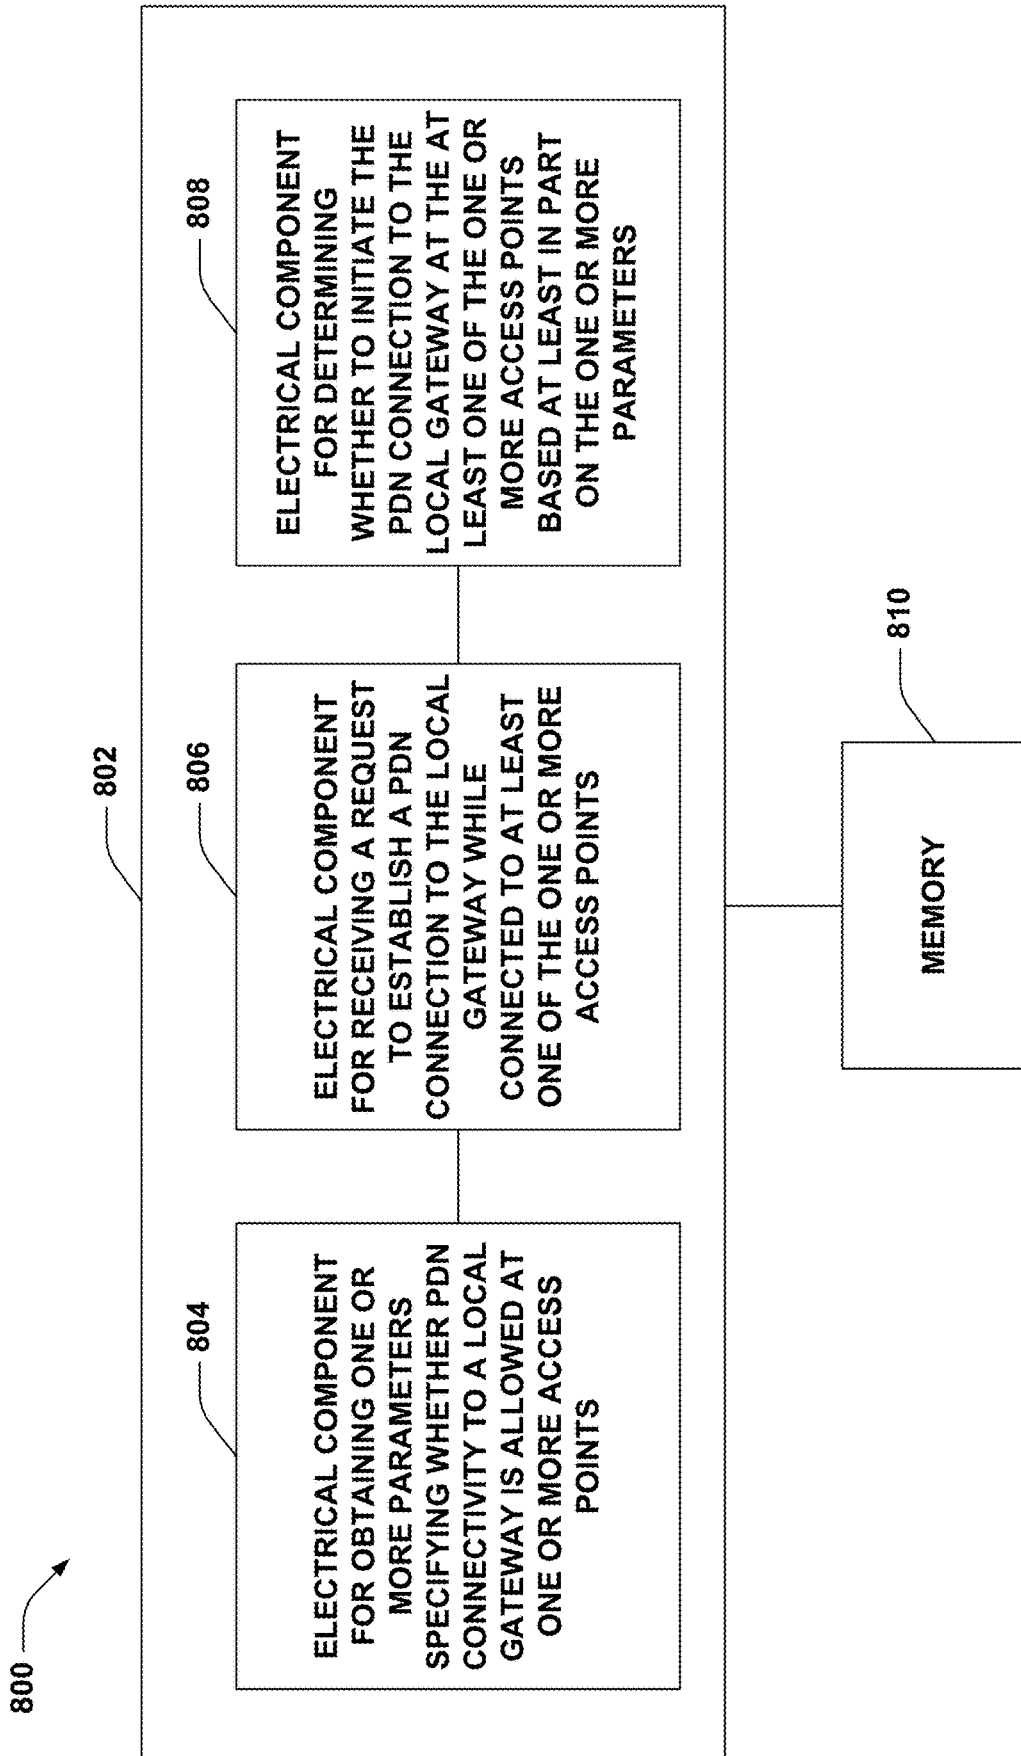 800
802
804
ELECTRICAL COMPONENT
FOR OBTAINING ONE OR
MORE PARAMETERS
SPECIFYING WHETHER PDN
CONNECTIVITY TO A LOCAL
GATEWAY IS ALLOWED AT
ONE OR MORE ACCESS
POINTS
806
ELECTRICAL COMPONENT
FOR RECEIVING A REQUEST
TO ESTABLISH A PDN
CONNECTION TO THE LOCAL
GATEWAY WHILE
CONNECTED TO AT LEAST
ONE OF THE ONE OR MORE
ACCESS POINTS
808
ELECTRICAL COMPONENT
FOR DETERMINING
WHETHER TO INITIATE THE
PDN CONNECTION TO THE
LOCAL GATEWAY AT THE AT
LEAST ONE OF THE ONE OR
MORE ACCESS POINTS
BASED AT LEAST IN PART
ON THE ONE OR MORE
PARAMETERS
810
MEMORY